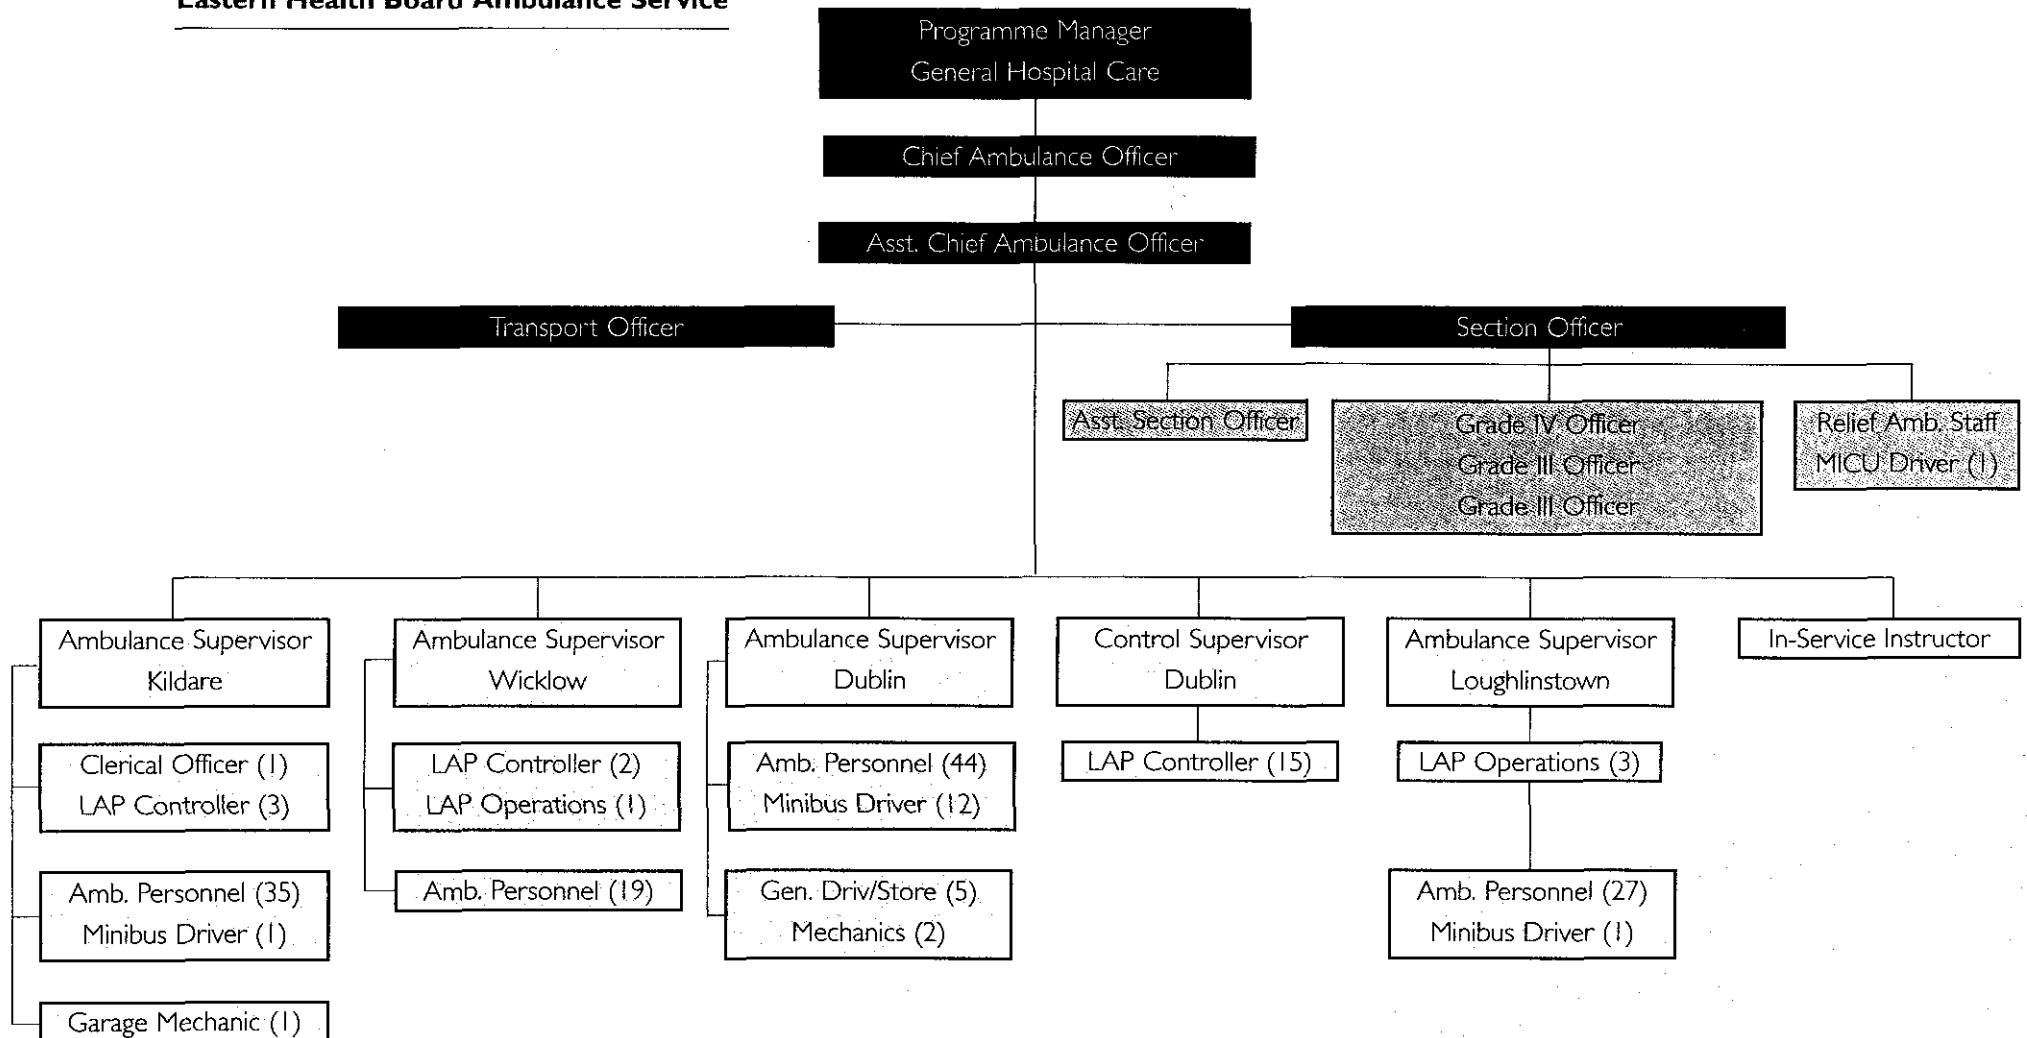 Eastern Health Board Ambulance Service
Programme Manager
General Hospital Care
Chief Ambulance Officer
Asst. Chief Ambulance Officer
Transport Officer
Section Officer
Asst. Section Officer
Grade IV Officer
Grade III Officer
Grade III Officer
Relief Amb. Staff
MICU Driver (1)
Ambulance Supervisor
Kildare
Clerical Officer (1)
LAP Controller (3)
Amb. Personnel (35)
Minibus Driver (1)
Garage Mechanic (1)
Ambulance Supervisor
Wicklow
LAP Controller (2)
LAP Operations (1)
Amb. Personnel (19)
Ambulance Supervisor
Dublin
Amb. Personnel (44)
Minibus Driver (12)
Gen. Driv/Store (5)
Mechanics (2)
Control Supervisor
Dublin
LAP Controller (15)
Ambulance Supervisor
Loughlinstown
LAP Operations (3)
Amb. Personnel (27)
Minibus Driver (1)
In-Service Instructor